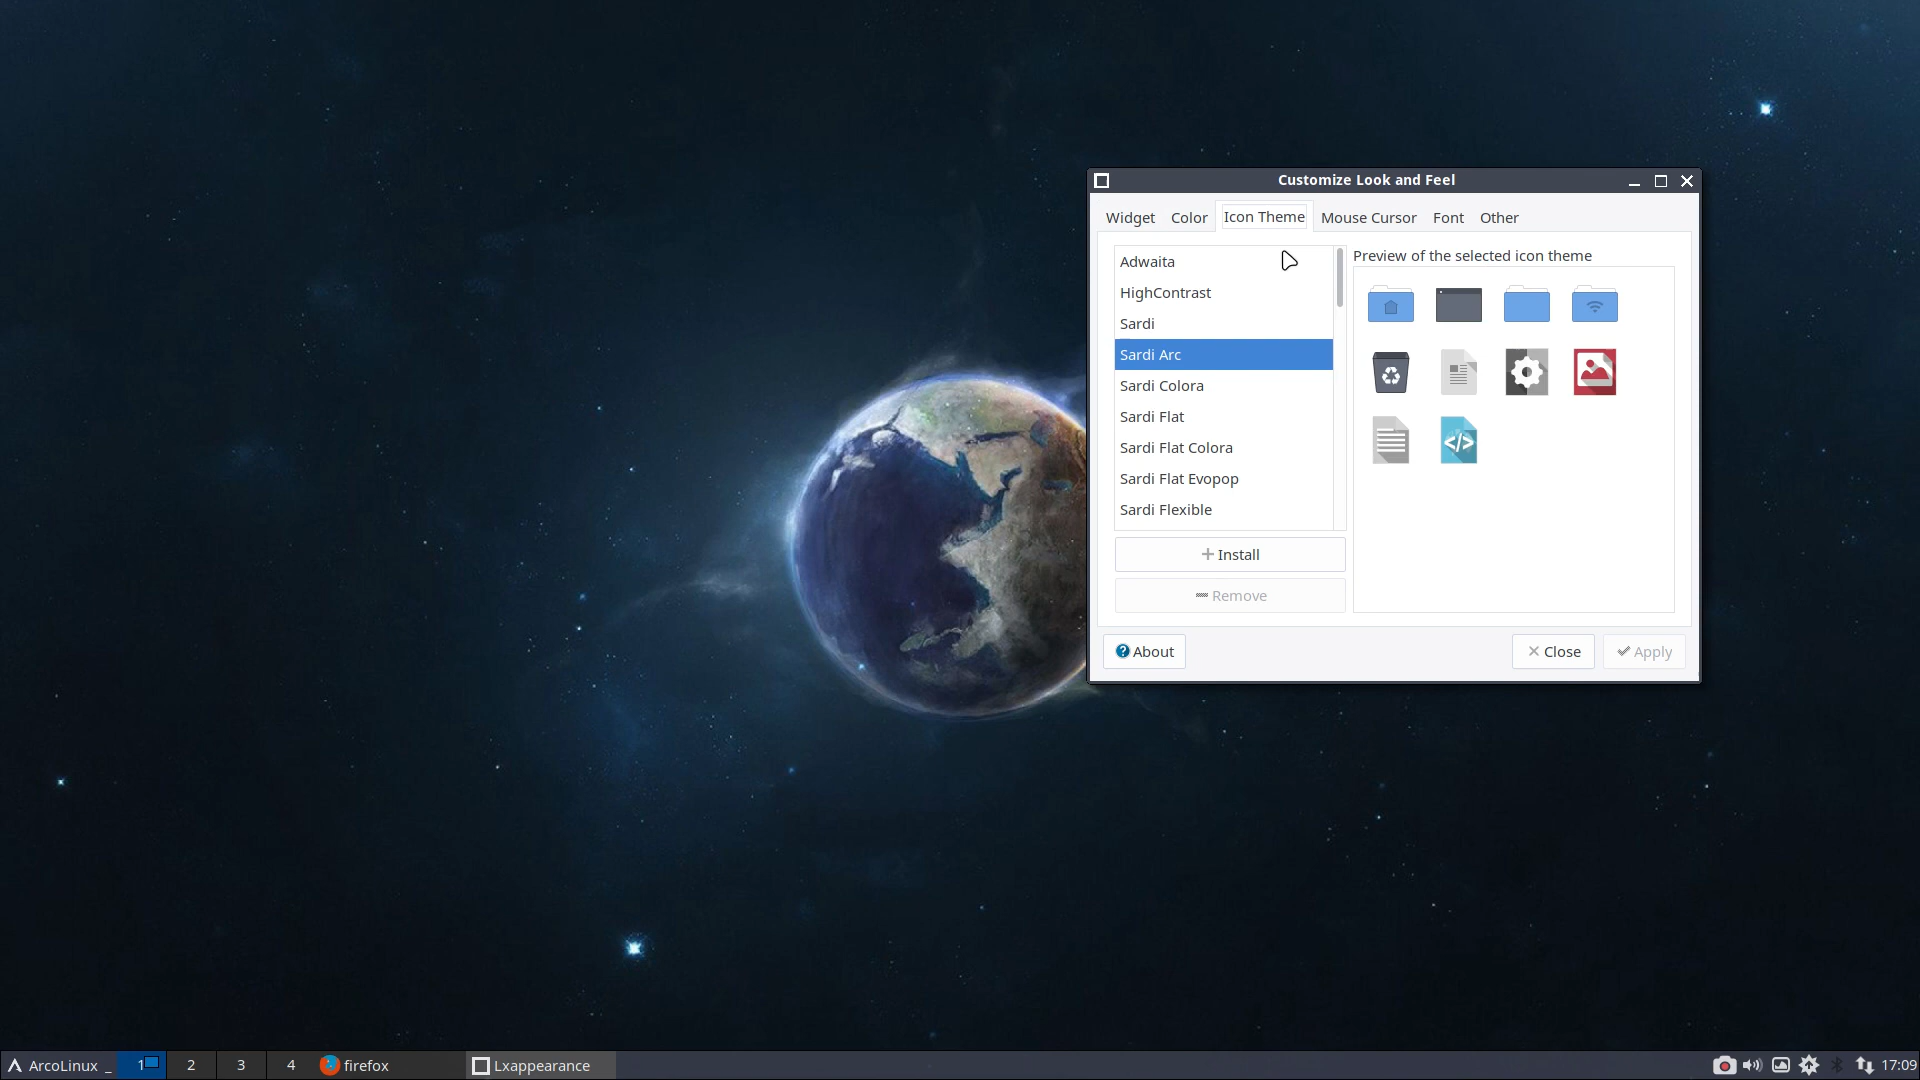 Customize Look and Feel
Widget Color Icon Theme Mouse Cursor Font Other
Adwaita
HighContrast
Sardi
Sardi Arc
Sardi Colora
Sardi Flat
Sardi Flat Colora
Sardi Flat Evopop
Sardi Flexible
Install
Remove
Preview of the selected icon theme
About
Close
Apply
ArcoLinux _ 1 2 3 4 firefox Lxappearance 17:09